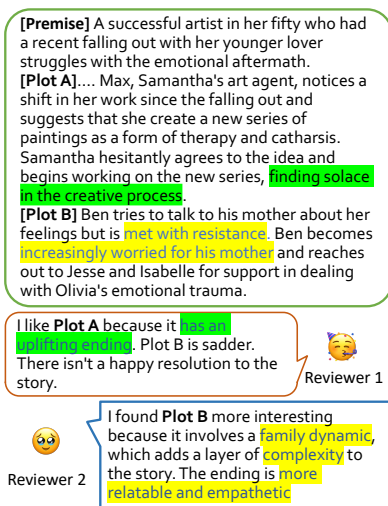 [Premise] A successful artist in her fifty who had
a recent falling out with her younger lover
struggles with the emotional aftermath.
[Plot A].... Max, Samantha's art agent, notices a
shift in her work since the falling out and
suggests that she create a new series of
paintings as a form of therapy and catharsis.
Samantha hesitantly agrees to the idea and
begins working on the new series, finding solace
in the creative process.
[Plot B] Ben tries to talk to his mother about her
feelings but is met with resistance. Ben becomes
increasingly worried for his mother and reaches
out to Jesse and Isabelle for support in dealing
with Olivia's emotional trauma.
I like Plot A because it has an
uplifting ending. Plot B is sadder.
There isn't a happy resolution to the
story.
Reviewer 1
I found Plot B more interesting
because it involves a family dynamic,
which adds a layer of complexity to
the story. The ending is more
relatable and empathetic
Reviewer 2